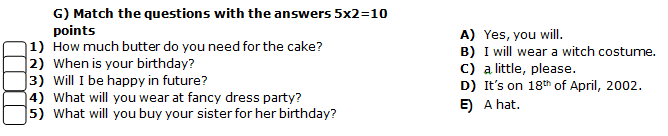 G) Match the questions with the answers 5x2=10
points
1) How much butter do you need for the cake?
2) When is your birthday?
3) Will I be happy in future?
4) What will you wear at fancy dress party?
5) What will you buy your sister for her birthday?
A) Yes, you will.
B) I will wear a witch costume.
C) a little, please.
D) It's on 18th of April, 2002.
E) A hat.